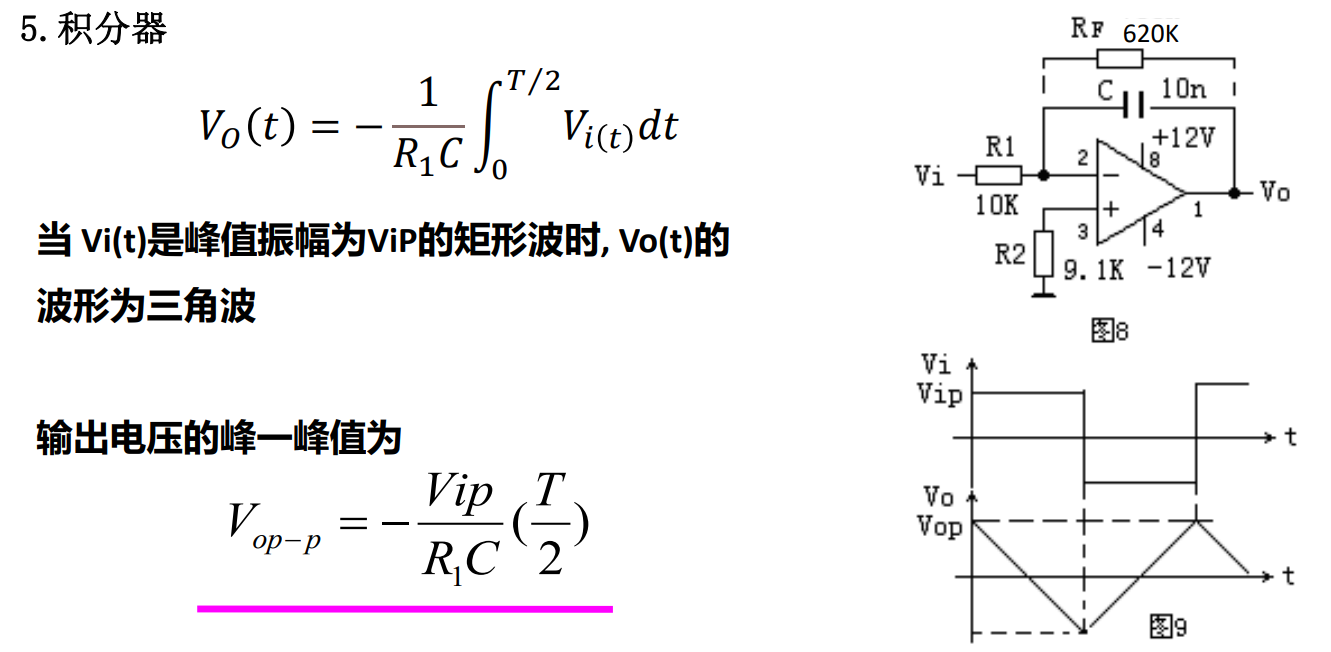 5. 积分器
V_O(t) = -\frac{1}{R_1C}\int_0^{T/2} V_{i(t)}dt
当 Vi(t)是峰值振幅为ViP的矩形波时, Vo(t)的
波形为三角波
输出电压的峰一峰值为
V_{op-p} = -\frac{Vip}{R_1C}(\frac{T}{2})
RF 620K
C 10n
+12V
R1
2
8
Vi
Vo
10K
1
3
4
R2
9.1K -12V
图8
Vi
Vip
t
Vo
Vop
t
图9